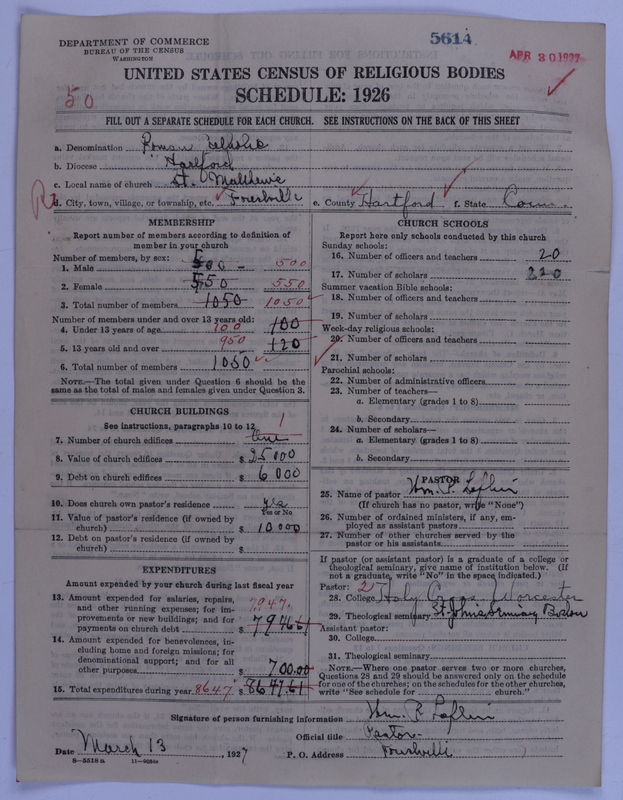 DEPARTMENT OF COMMERCE
BUREAU OF THE CENSUS
WASHINGTON
5614
APR 30 1927
UNITED STATES CENSUS OF RELIGIOUS BODIES
SCHEDULE: 1926
50
FILL OUT A SEPARATE SCHEDULE FOR EACH CHURCH. SEE INSTRUCTIONS ON THE BACK OF THIS SHEET
a. Denomination Roman Catholic
b. Diocese Hartford
c. Local name of church St. Matthew's
d. City, town, village, or township, etc. Forestville e. County Hartford f. State Conn.
MEMBERSHIP
Report number of members according to definition of
member in your church
Number of members, by sex:
1. Male 500 - 500
2. Female 550 550
3. Total number of members 1050 1050
Number of members under and over 13 years old:
4. Under 13 years of age 100 100
5. 13 years old and over 950 120
6. Total number of members 1050
NOTE.—The total given under Question 6 should be the
same as the total of males and females given under Question 3.
CHURCH BUILDINGS
See instructions, paragraphs 10 to 12
7. Number of church edifices one 1
8. Value of church edifices $ 25000
9. Debt on church edifices $ 6000
10. Does church own pastor's residence yes
Yes or No
11. Value of pastor's residence (if owned by
church) $ 10000
12. Debt on pastor's residence (if owned by
church) $
EXPENDITURES
Amount expended by your church during last fiscal year
13. Amount expended for salaries, repairs,
and other running expenses; for im-
provements or new buildings; and for
payments on church debt 7947. $ 7946.61
14. Amount expended for benevolences, in-
cluding home and foreign missions; for
denominational support; and for all
other purposes $ 700.00
15. Total expenditures during year 8647 $ 8647.61
CHURCH SCHOOLS
Report here only schools conducted by this church
Sunday schools:
16. Number of officers and teachers 20
17. Number of scholars 220
Summer vacation Bible schools:
18. Number of officers and teachers
19. Number of scholars
Week-day religious schools:
20. Number of officers and teachers
21. Number of scholars
Parochial schools:
22. Number of administrative officers
23. Number of teachers—
a. Elementary (grades 1 to 8)
b. Secondary
24. Number of scholars—
a. Elementary (grades 1 to 8)
b. Secondary
PASTOR
25. Name of pastor Wm. P.
(If church has no pastor, write "None")
26. Number of ordained ministers, if any, em-
ployed as assistant pastors
27. Number of other churches served by the
pastor or his assistants
If pastor (or assistant pastor) is a graduate of a college or
theological seminary, give name of institution below. (If
not a graduate, write "No" in the space indicated.)
Pastor: 2
28. College Holy Cross Worcester
29. Theological seminary St. John's Seminary Boston
Assistant pastor:
30. College
31. Theological seminary
NOTE.—Where one pastor serves two or more churches,
Questions 28 and 29 should be answered only on the schedule
for one of the churches; on the schedules for the other churches,
write "See schedule for church."
Signature of person furnishing information Wm. P.
Official title Pastor
Date March 13, 1927 P. O. Address Forestville
8—5518 a 11—9024